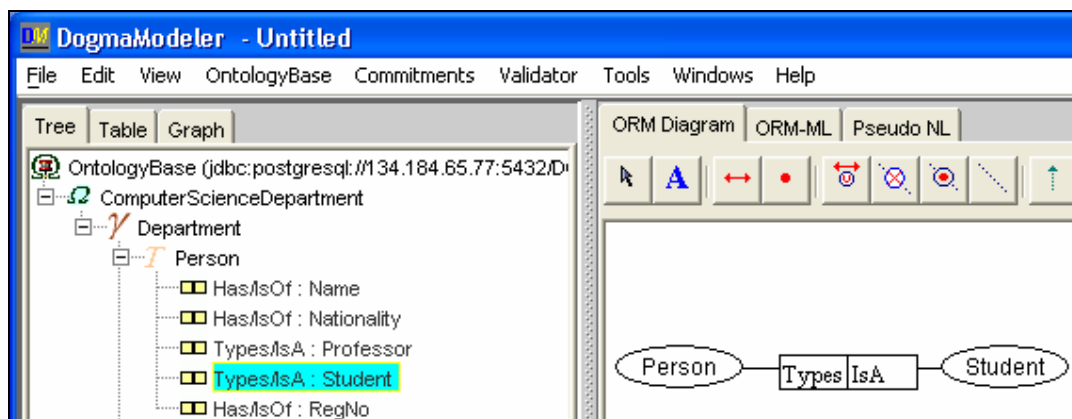 DogmaModeler - Untitled
File Edit View OntologyBase Commitments Validator Tools Windows Help
Tree Table Graph
OntologyBase (jdbc:postgresql://134.184.65.77:5432/D
Ω ComputerScienceDepartment
γ Department
T Person
Has/IsOf : Name
Has/IsOf : Nationality
Types/IsA : Professor
Types/IsA : Student
Has/IsOf : RegNo
ORM Diagram ORM-ML Pseudo NL
A
Person Types IsA Student